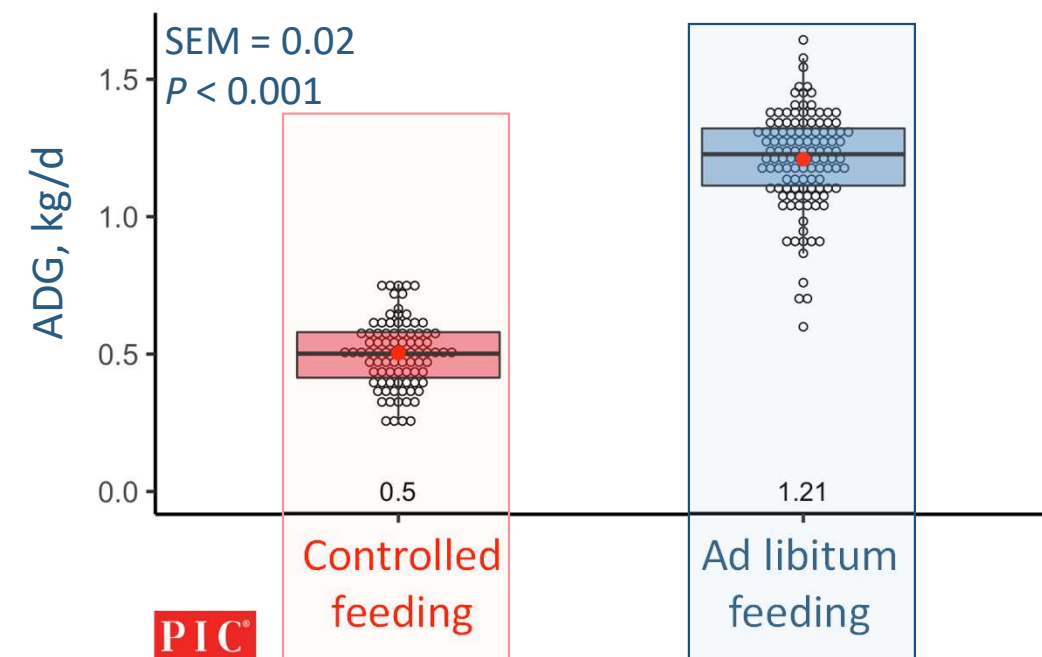 SEM = 0.02
P < 0.001
ADG, kg/d
1.5
1.0
0.5
0.0
0.5
1.21
Controlled
feeding
Ad libitum
feeding
PIC®